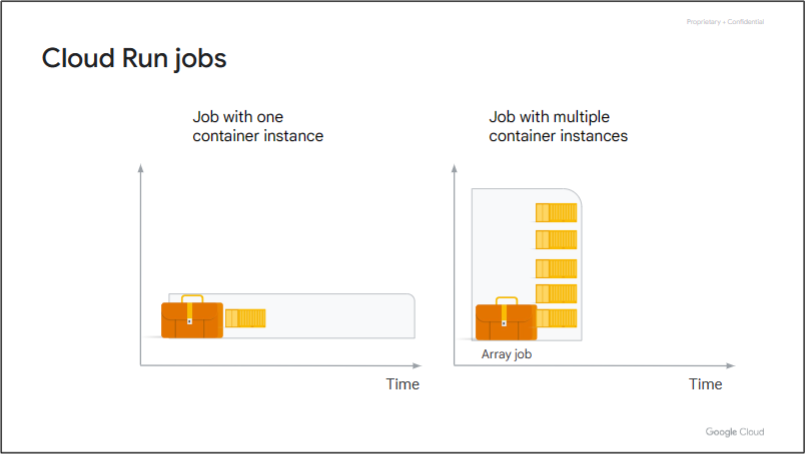 Proprietary + Confidential
Cloud Run jobs
Job with one
container instance
Job with multiple
container instances
Array job
Time
Time
Google Cloud